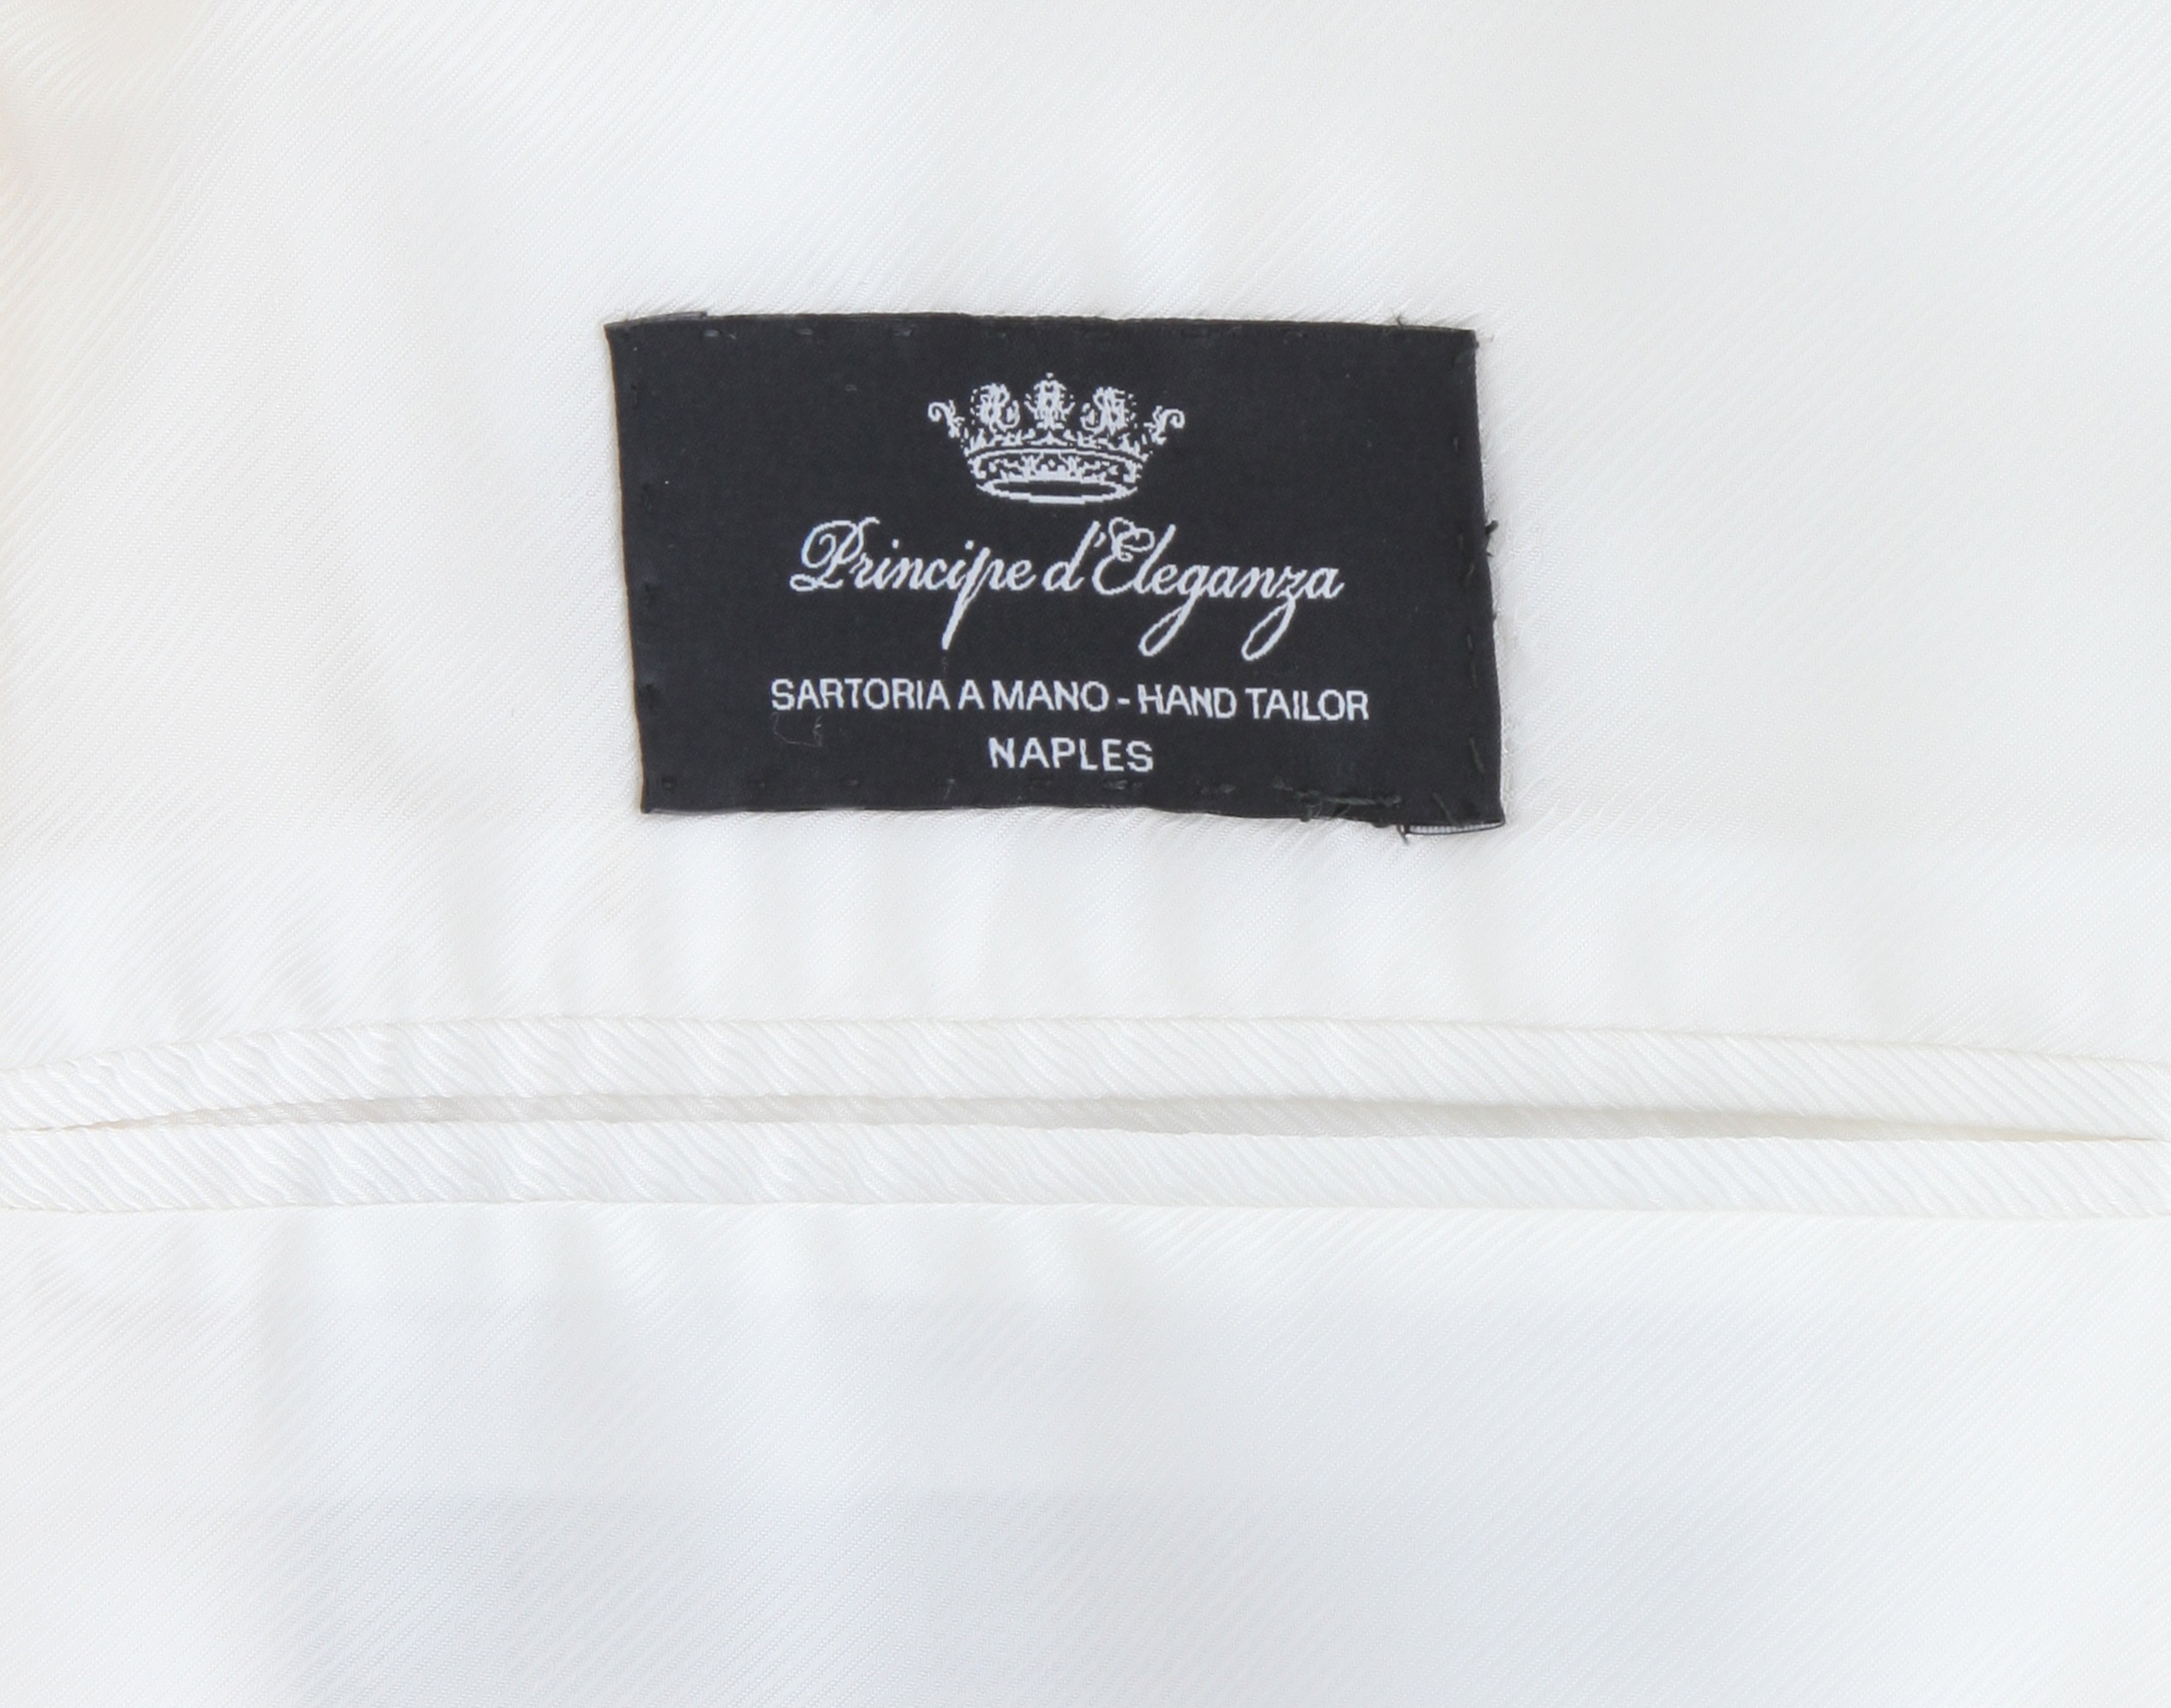 Principe d'Eleganza
SARTORIA A MANO - HAND TAILOR
NAPLES